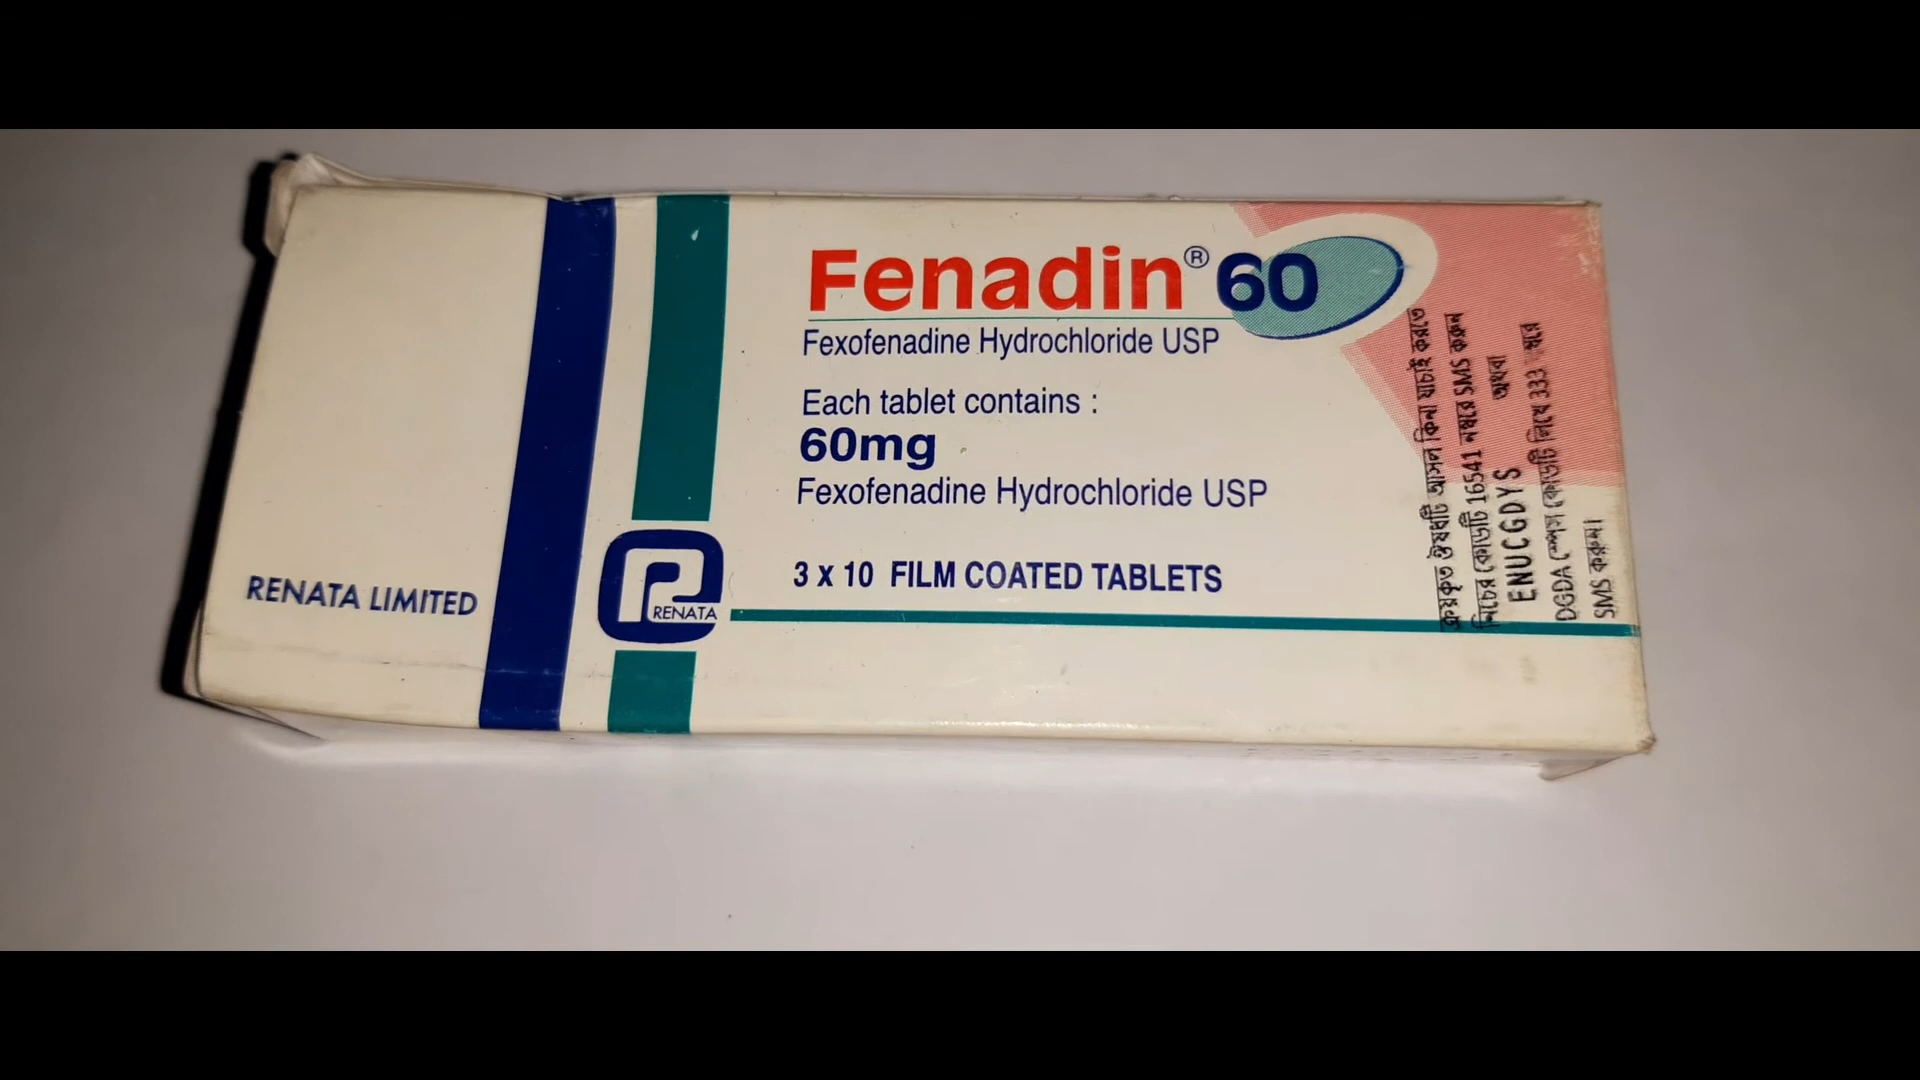 Fenadin® 60
Fexofenadine Hydrochloride USP
Each tablet contains :
60mg
Fexofenadine Hydrochloride USP
3 x 10 FILM COATED TABLETS
RENATA LIMITED
RENATA
ক্রয়কৃত ঔষধটি আসল কিনা যাচাই করতে
নিচের কোডটি 16541 নম্বরে SMS করুন
অথবা
ENUCGDYS
DGDA স্পেস কোডটি লিখে 333 নম্বরে
SMS করুন।